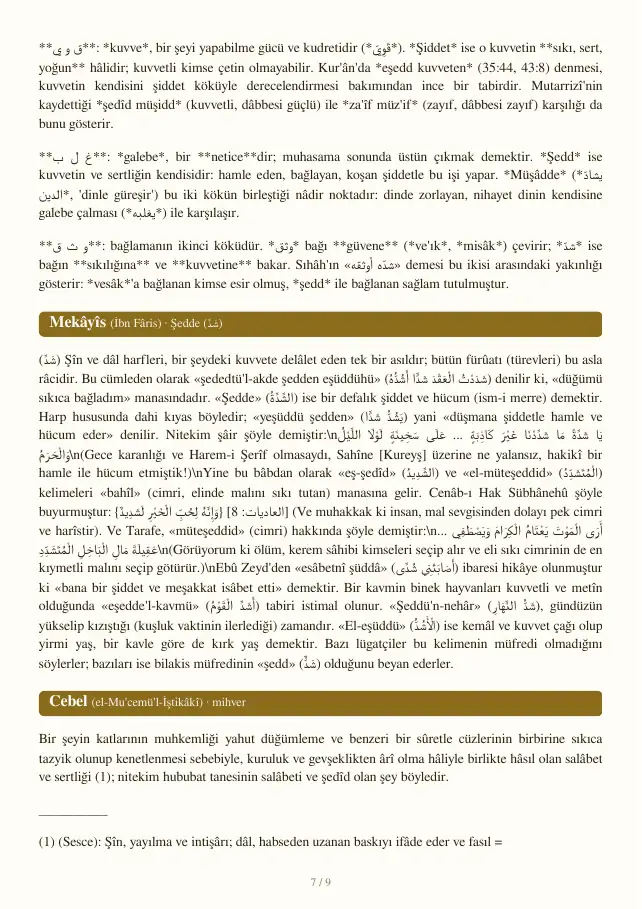 **ق و ي**: *kuvve*, bir şeyi yapabilme gücü ve kudretidir (*قَوِيّ*). *Şiddet* ise o kuvvetin **sıkı, sert,
yoğun** hâlidir; kuvvetli kimse çetin olmayabilir. Kur'ân'da *eşedd kuvveten* (35:44, 43:8) denmesi,
kuvvetin kendisini şiddet köküyle derecelendirmesi bakımından ince bir tabirdir. Mutarrizî'nin
kaydettiği *şedîd müşidd* (kuvvetli, dâbbesi güçlü) ile *za'îf müz'if* (zayıf, dâbbesi zayıf) karşılığı da
bunu gösterir.
**غ ل ب**: *galebe*, bir **netice**dir; muhasama sonunda üstün çıkmak demektir. *Şedd* ise
kuvvetin ve sertliğin kendisidir: hamle eden, bağlayan, koşan şiddetle bu işi yapar. *Müşâdde* (*يشادّ
الدين*, 'dinle güreşir') bu iki kökün birleştiği nâdir noktadır: dinde zorlayan, nihayet dinin kendisine
galebe çalması (*يغلبه*) ile karşılaşır.
**و ث ق**: bağlamanın ikinci köküdür. *وثق* bağı **güvene** (*ve'ık*, *misâk*) çevirir; *شدّ* ise
bağın **sıkılığına** ve **kuvvetine** bakar. Sıhâh'ın «شدّه أوثقه» demesi bu ikisi arasındaki yakınlığı
gösterir: *vesâk*'a bağlanan kimse esir olmuş, *şedd* ile bağlanan sağlam tutulmuştur.
Mekâyîs (İbn Fâris) · Şedde (شدّ)
(شَدَّ) Şîn ve dâl harfleri, bir şeydeki kuvvete delâlet eden tek bir asıldır; bütün fürûatı (türevleri) bu asla
râcidir. Bu cümleden olarak «şededtü'l-akde şedden eşüddühü» (شَدَدْتُ الْعَقْدَ شَدًّا أَشُدُّهُ) denilir ki, «düğümü
sıkıca bağladım» manasındadır. «Şedde» (الشَّدَّةُ) ise bir defalık şiddet ve hücum (ism-i merre) demektir.
Harp hususunda dahi kıyas böyledir; «yeşüddü şedden» (يَشُدُّ شَدًّا) yani «düşmana şiddetle hamle ve
hücum eder» denilir. Nitekim şâir şöyle demiştir:\nيَا شَدَّةً مَا شَدَدْنَا غَيْرَ كَاذِبَةٍ ... عَلَى سَخِينَةَ لَوْلَا اللَّيْلُ
وَالْحَرَمُ\n(Gece karanlığı ve Harem-i Şerîf olmasaydı, Sahîne [Kureyş] üzerine ne yalansız, hakikî bir
hamle ile hücum etmiştik!)\nYine bu bâbdan olarak «eş-şedîd» (الشَّدِيدُ) ve «el-müteşeddid» (الْمُتَشَدِّدُ)
kelimeleri «bahîl» (cimri, elinde malını sıkı tutan) manasına gelir. Cenâb-ı Hak Sübhânehû şöyle
buyurmuştur: {وَإِنَّهُ لِحُبِّ الْخَيْرِ لَشَدِيدٌ} [العاديات: 8] (Ve muhakkak ki insan, mal sevgisinden dolayı pek cimri
ve harîstir). Ve Tarafe, «müteşeddid» (cimri) hakkında şöyle demiştir:\n... أَرَى الْمَوْتَ يَعْتَامُ الْكِرَامَ وَيَصْطَفِي
عَقِيلَةَ مَالِ الْبَاخِلِ الْمُتَشَدِّدِ\n(Görüyorum ki ölüm, kerem sâhibi kimseleri seçip alır ve eli sıkı cimrinin de en
kıymetli malını seçip götürür.)\nEbû Zeyd'den «esâbetnî şüddâ» (أَصَابَتْنِي شُدَّى) ibaresi hikâye olunmuştur
ki «bana bir şiddet ve meşakkat isâbet etti» demektir. Bir kavmin binek hayvanları kuvvetli ve metîn
olduğunda «eşedde'l-kavmü» (أَشَدَّ الْقَوْمُ) tabiri istimal olunur. «Şeddü'n-nehâr» (شَدُّ النَّهَارِ), gündüzün
yükselip kızıştığı (kuşluk vaktinin ilerlediği) zamandır. «El-eşüddü» (الْأَشُدُّ) ise kemâl ve kuvvet çağı olup
yirmi yaş, bir kavle göre de kırk yaş demektir. Bazı lügatçiler bu kelimenin müfredi olmadığını
söylerler; bazıları ise bilakis müfredinin «şedd» (شَدٌّ) olduğunu beyan ederler.
Cebel (el-Mu'cemü'l-İştikâkî) · mihver
Bir şeyin katlarının muhkemliği yahut düğümleme ve benzeri bir sûretle cüzlerinin birbirine sıkıca
tazyik olunup kenetlenmesi sebebiyle, kuruluk ve gevşeklikten ârî olma hâliyle birlikte hâsıl olan salâbet
ve sertliği (1); nitekim hububat tanesinin salâbeti ve şedîd olan şey böyledir.
(1) (Sesce): Şîn, yayılma ve intişârı; dâl, habseden uzanan baskıyı ifâde eder ve fasıl =
7 / 9